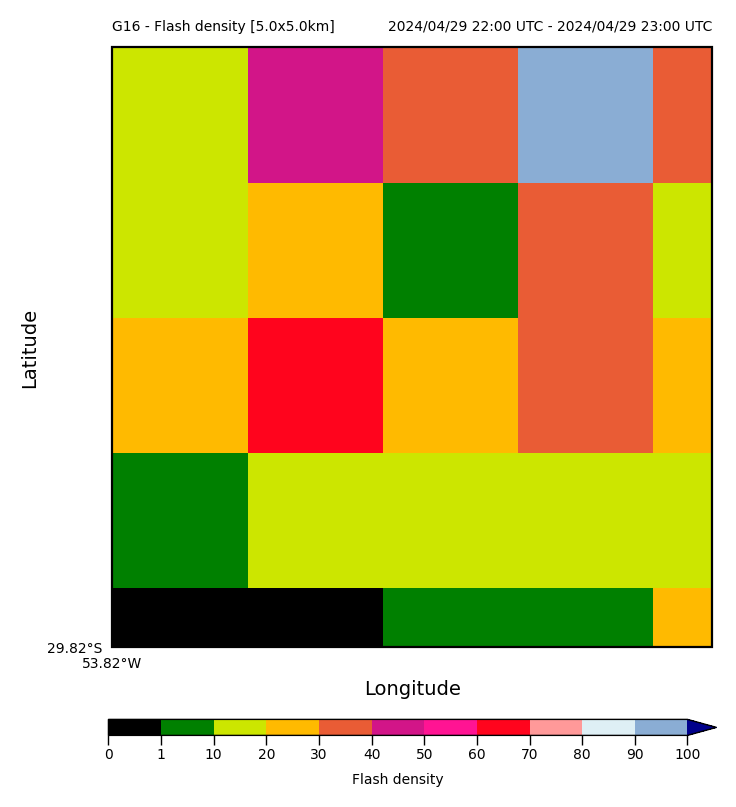 G16 - Flash density [5.0x5.0km] 2024/04/29 22:00 UTC - 2024/04/29 23:00 UTC
Latitude
29.82°S
53.82°W
Longitude
0 1 10 20 30 40 50 60 70 80 90 100
Flash density